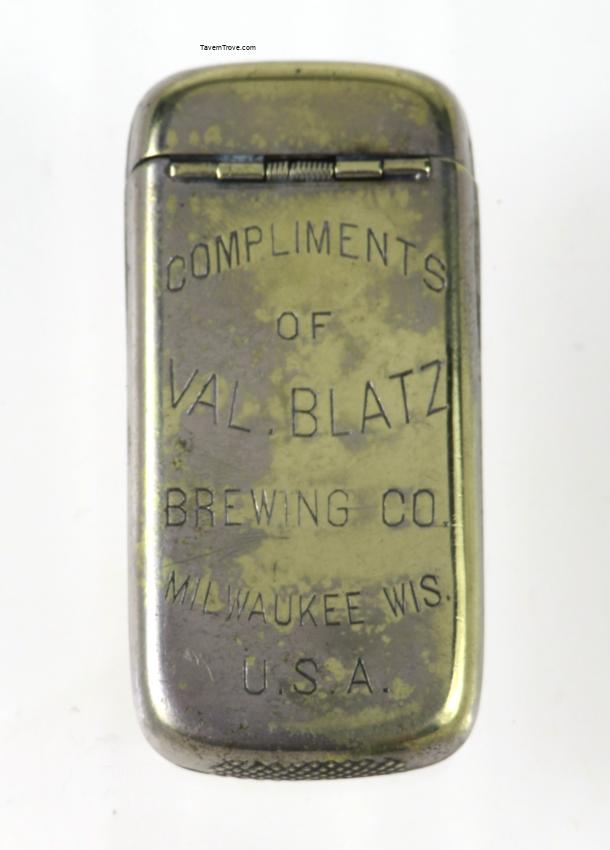 TavernTrove.com
COMPLIMENTS
OF
VAL. BLATZ
BREWING CO.
MILWAUKEE WIS.
U.S.A.